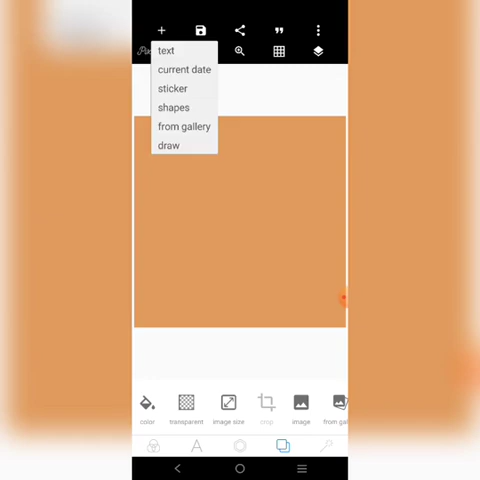 text
current date
sticker
shapes
from gallery
draw
color
transparent
image size
crop
image
from gal